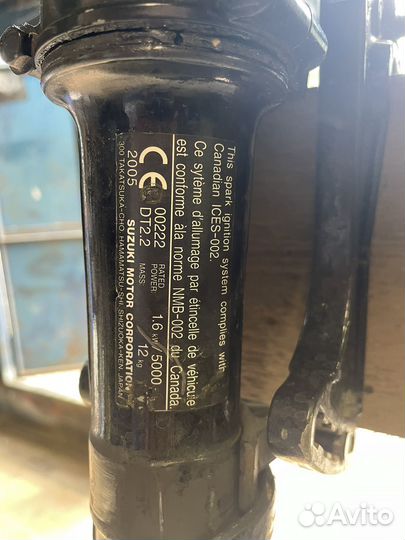 This spark ignition system complies with
Canadian ICES-002.
Ce sytème d'allumage par étincelle de véhicule
est conforme àla norme NMB-002 du Canada.
CE 00222 RATED POWER 1.6 kW/5000
2005 DT2.2 MASS 12 kg
SUZUKI MOTOR CORPORATION
300 TAKATSUKA-CHO, HAMAMATSU-SHI, SHIZUOKA-KEN, JAPAN
Avito